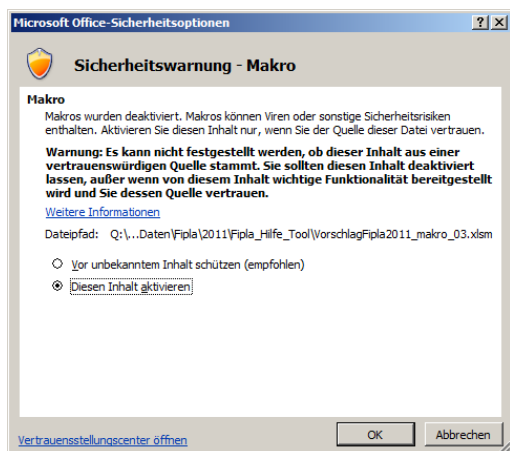 Microsoft Office-Sicherheitsoptionen
Sicherheitswarnung - Makro
Makro
Makros wurden deaktiviert. Makros können Viren oder sonstige Sicherheitsrisiken
enthalten. Aktivieren Sie diesen Inhalt nur, wenn Sie der Quelle dieser Datei vertrauen.
Warnung: Es kann nicht festgestellt werden, ob dieser Inhalt aus einer
vertrauenswürdigen Quelle stammt. Sie sollten diesen Inhalt deaktiviert
lassen, außer wenn von diesem Inhalt wichtige Funktionalität bereitgestellt
wird und Sie dessen Quelle vertrauen.
Weitere Informationen
Dateipfad: Q:\...Daten\Fipla\2011\Fipla_Hilfe_Tool\VorschlagFipla2011_makro_03.xlsm
Vor unbekanntem Inhalt schützen (empfohlen)
Diesen Inhalt aktivieren
Vertrauensstellungscenter öffnen
OK
Abbrechen